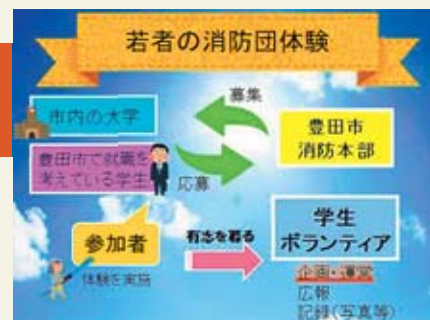 若者の消防団体験
募集
市内の大学
豊田市
消防本部
豊田市で就職を
考えている学生
応募
参加者
体験を実施
有志を募る
学生
ボランティア
企画・運営
広報
記録(写真等)